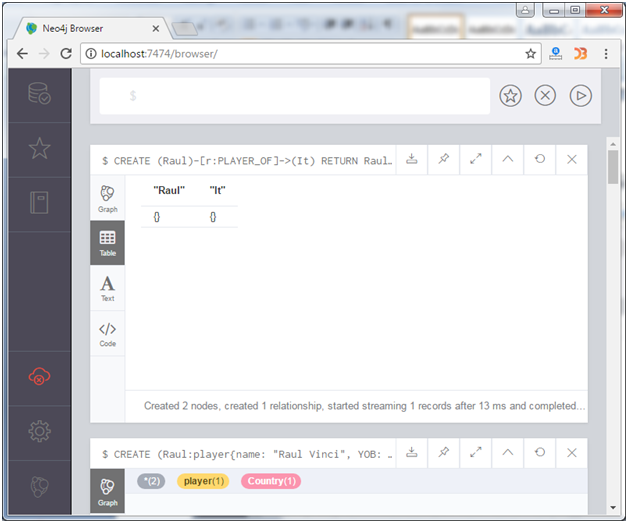 Neo4j Browser
localhost:7474/browser/
$
$ CREATE (Raul)-[r:PLAYER_OF]->(It) RETURN Raul…
Graph
"Raul" "It"
{} {}
Table
Text
Code
Created 2 nodes, created 1 relationship, started streaming 1 records after 13 ms and completed...
$ CREATE (Raul:player{name: "Raul Vinci", YOB: …
Graph
*(2) player(1) Country(1)